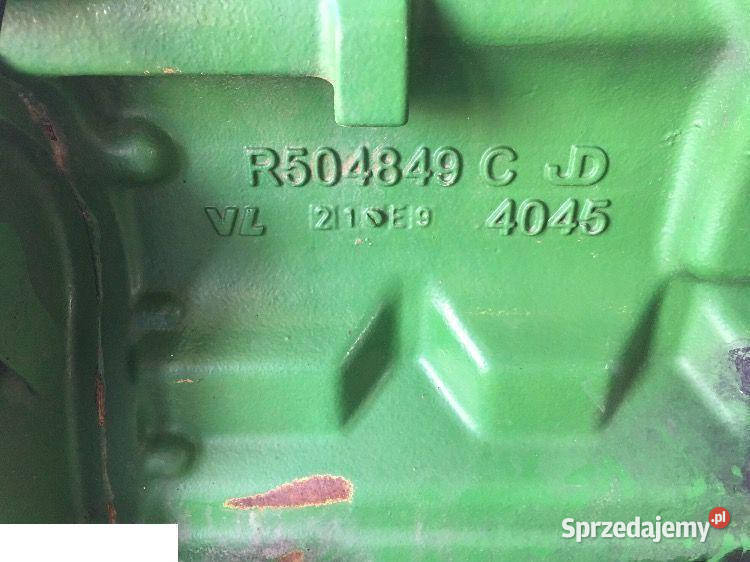 R504849 C JD
VL 21 E9 4045
Sprzedajemy.pl